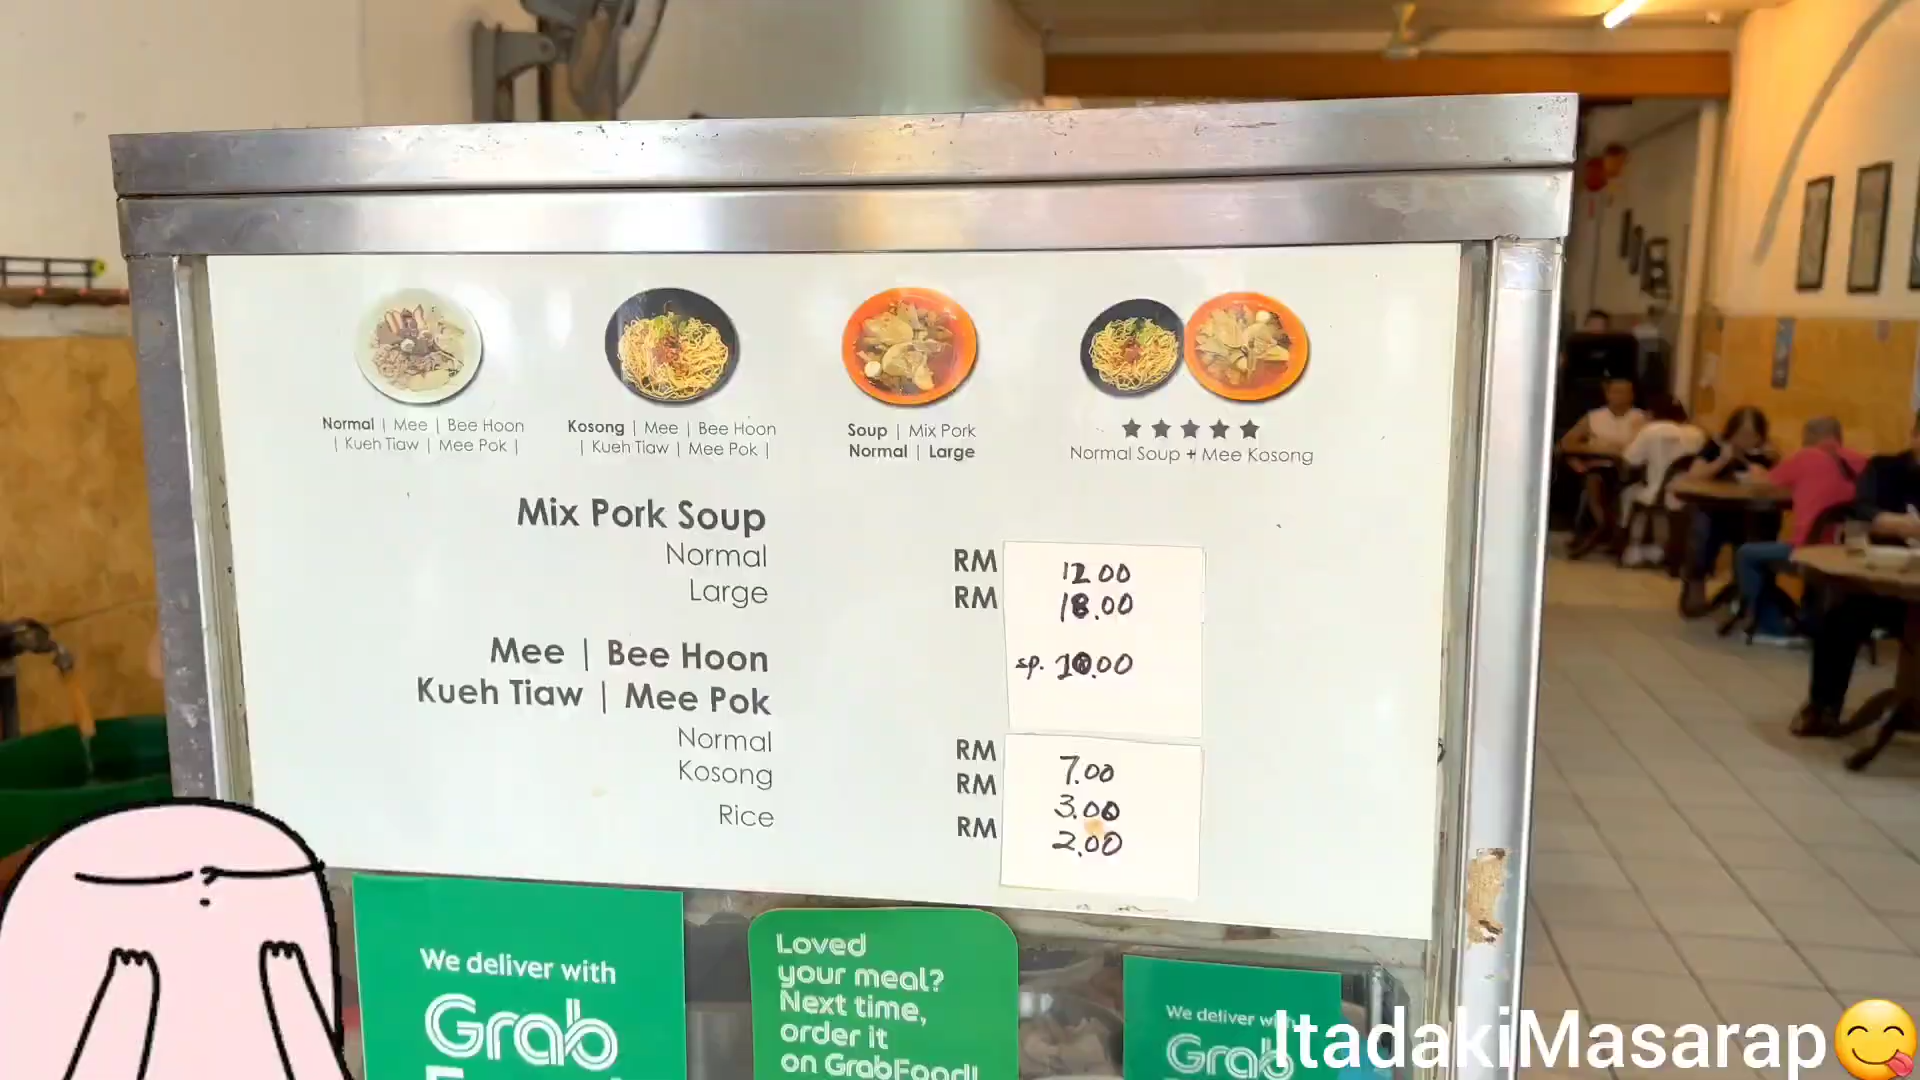 Normal | Mee | Bee Hoon
| Kueh Tiaw | Mee Pok |
Kosong | Mee | Bee Hoon
| Kueh Tiaw | Mee Pok |
Soup | Mix Pork
Normal | Large
★★★★★
Normal Soup + Mee Kosong
Mix Pork Soup
Normal RM 12.00
Large RM 18.00
sp. 10.00
Mee | Bee Hoon
Kueh Tiaw | Mee Pok
Normal RM 7.00
Kosong RM 3.00
Rice RM 2.00
We deliver with
Grab
Loved
your meal?
Next time,
order it
on GrabFood!
We deliver
Grab
ItadakiMasarap😋